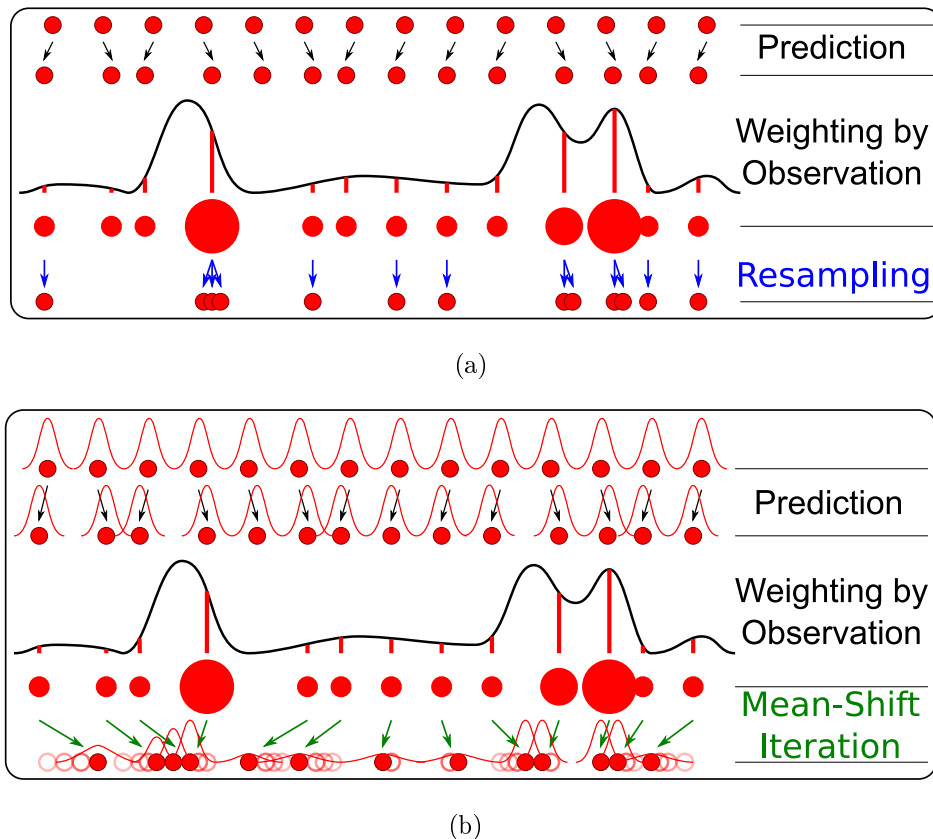 Prediction
Weighting by
Observation
Resampling
(a)
Prediction
Weighting by
Observation
Mean-Shift
Iteration
(b)